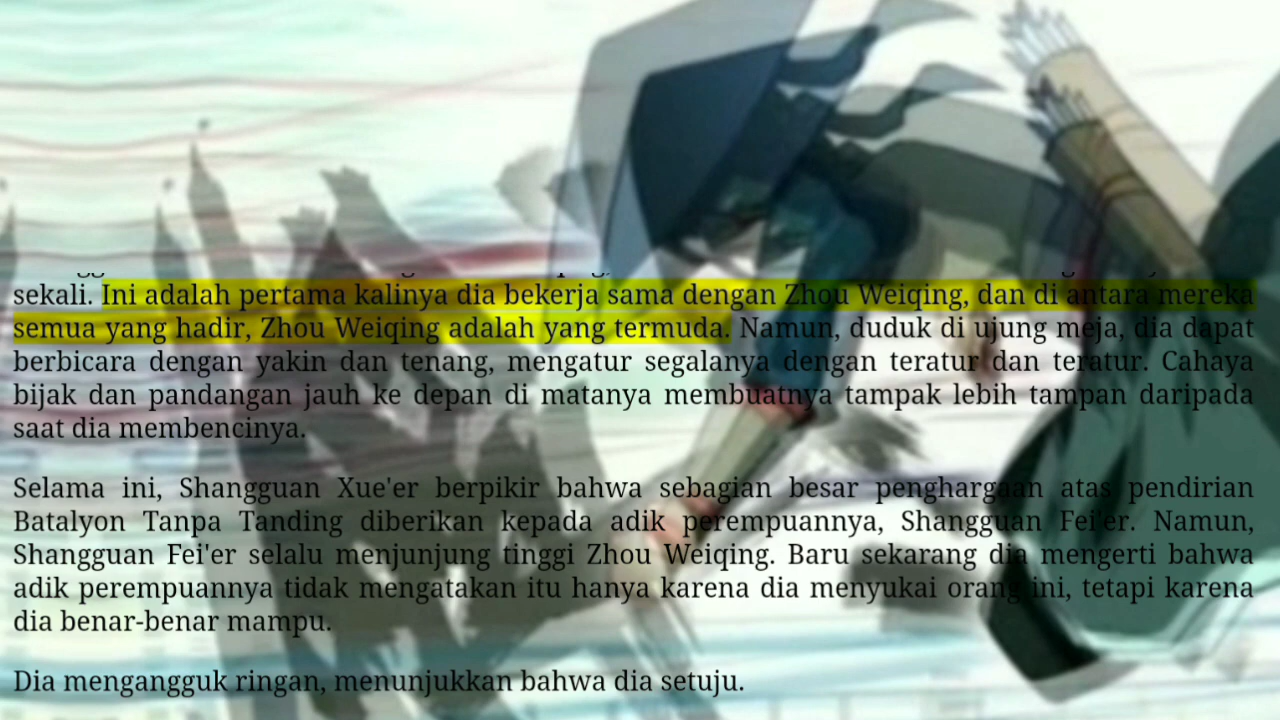 sekali. Ini adalah pertama kalinya dia bekerja sama dengan Zhou Weiqing, dan di antara mereka
semua yang hadir, Zhou Weiqing adalah yang termuda. Namun, duduk di ujung meja, dia dapat
berbicara dengan yakin dan tenang, mengatur segalanya dengan teratur dan teratur. Cahaya
bijak dan pandangan jauh ke depan di matanya membuatnya tampak lebih tampan daripada
saat dia membencinya.
Selama ini, Shangguan Xue'er berpikir bahwa sebagian besar penghargaan atas pendirian
Batalyon Tanpa Tanding diberikan kepada adik perempuannya, Shangguan Fei'er. Namun,
Shangguan Fei'er selalu menjunjung tinggi Zhou Weiqing. Baru sekarang dia mengerti bahwa
adik perempuannya tidak mengatakan itu hanya karena dia menyukai orang ini, tetapi karena
dia benar-benar mampu.
Dia mengangguk ringan, menunjukkan bahwa dia setuju.